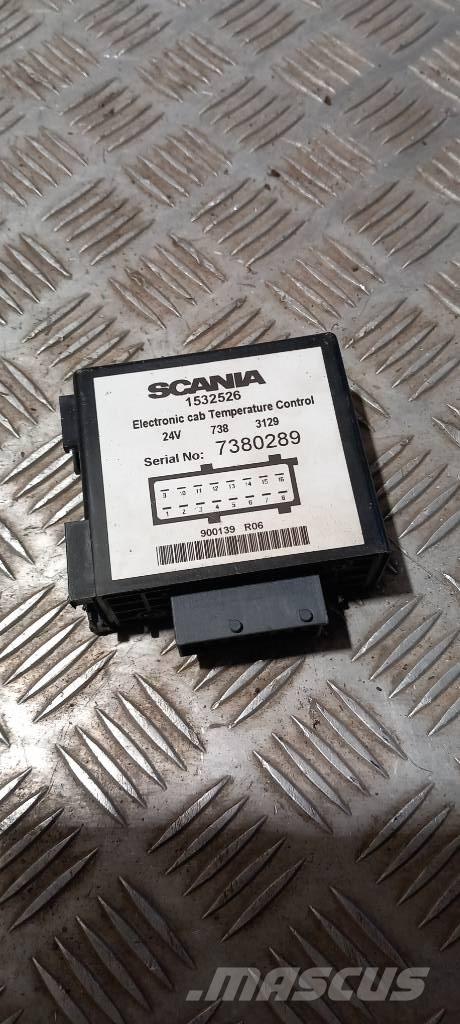 SCANIA
1532526
Electronic cab Temperature Control
24V 738 3129
Serial No: 7380289
9 10 11 12 13 14 15 16
1 2 3 4 5 6 7 8
900139 R06
MASCUS